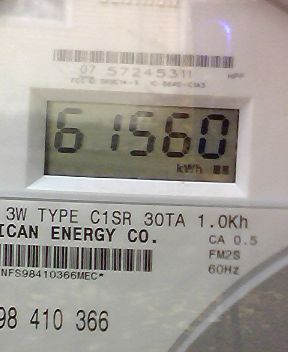 07 57245311
61560
kWh
3W TYPE C1SR 30TA 1.0Kh
ICAN ENERGY CO.
CA 0.5
FM2S
NFS98410366MEC*
60Hz
98 410 366